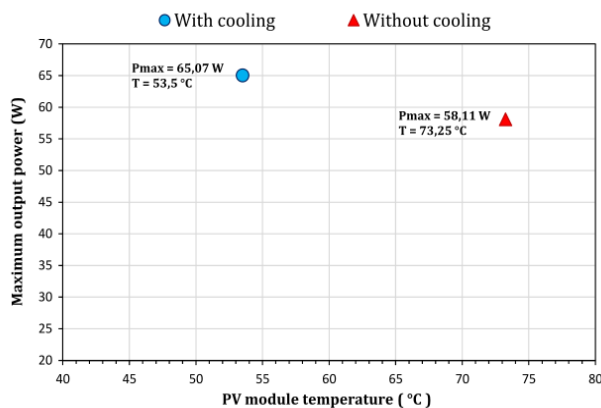 With cooling
Without cooling
Maximum output power (W)
70
65
60
55
50
45
40
35
30
25
20
Pmax = 65,07 W
T = 53,5 °C
Pmax = 58,11 W
T = 73,25 °C
40
45
50
55
60
65
70
75
80
PV module temperature ( °C)